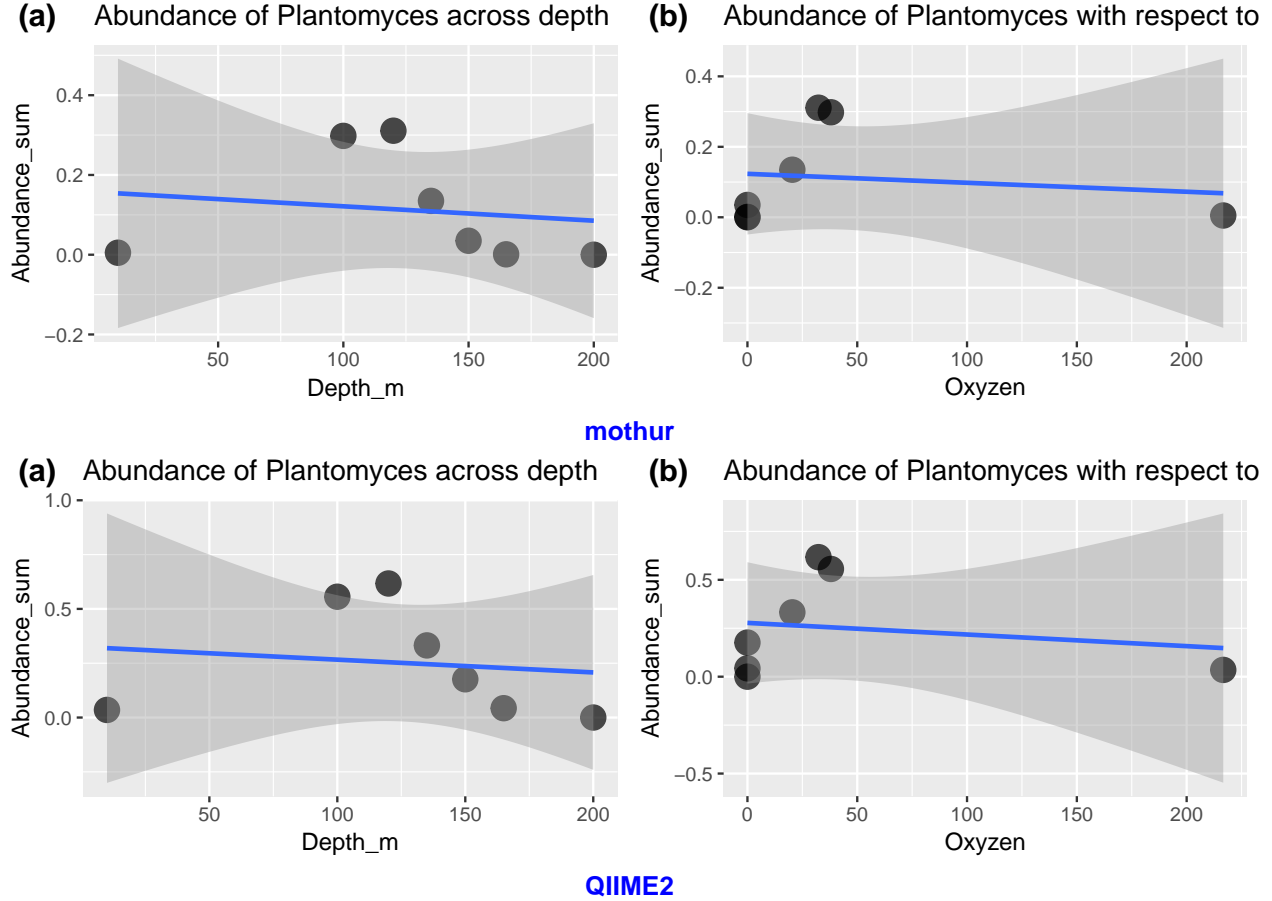 (a) Abundance of Plantomyces across depth
(b) Abundance of Plantomyces with respect to
Abundance_sum
0.4
0.2
0.0
−0.2
50 100 150 200
Depth_m
Abundance_sum
0.4
0.2
0.0
−0.2
0 50 100 150 200
Oxyzen
mothur
(a) Abundance of Plantomyces across depth
(b) Abundance of Plantomyces with respect to
Abundance_sum
1.0
0.5
0.0
50 100 150 200
Depth_m
Abundance_sum
0.5
0.0
−0.5
0 50 100 150 200
Oxyzen
QIIME2